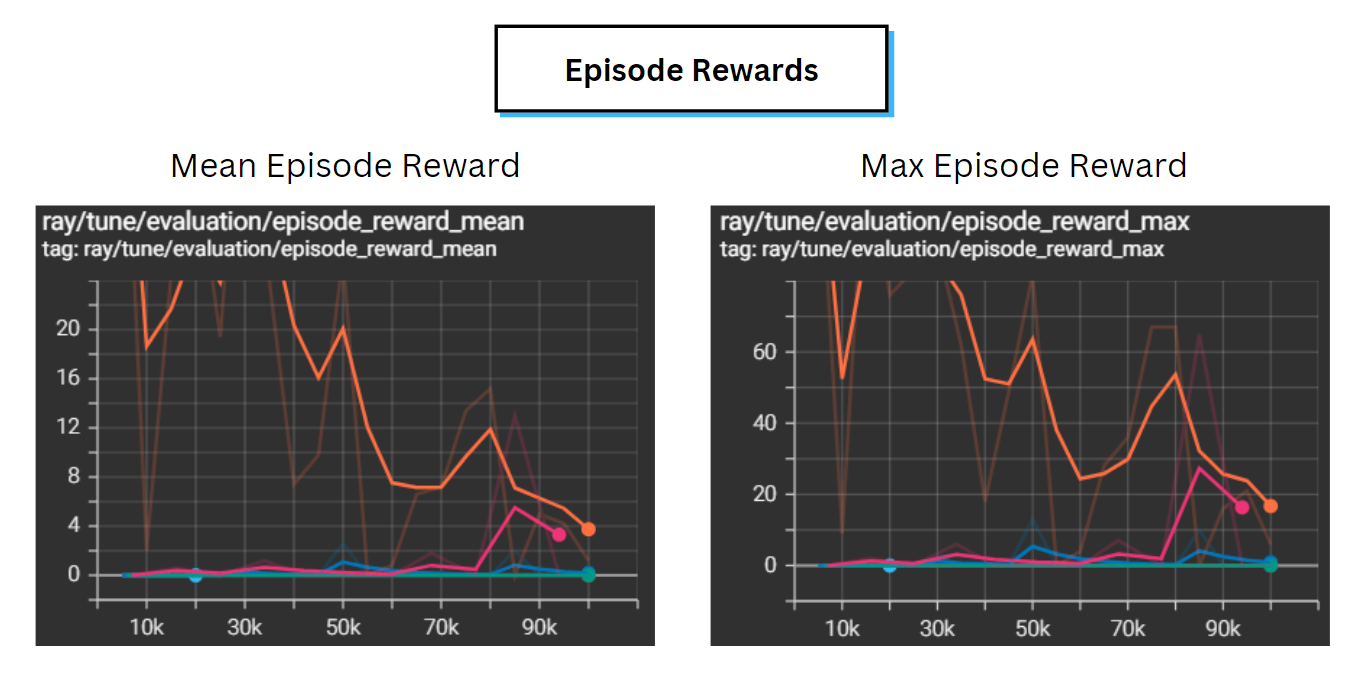 Episode Rewards
Mean Episode Reward
Max Episode Reward
ray/tune/evaluation/episode_reward_mean
tag: ray/tune/evaluation/episode_reward_mean
20
16
12
8
4
0
10k 30k 50k 70k 90k
ray/tune/evaluation/episode_reward_max
tag: ray/tune/evaluation/episode_reward_max
60
40
20
0
10k 30k 50k 70k 90k